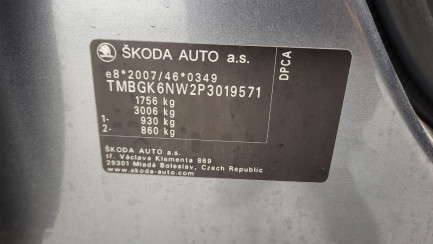 ŠKODA AUTO a.s.
e8*2007/46*0349
TMBGK6NW2P3019571
1756 kg
3006 kg
1- 930 kg
2- 860 kg
DPCA
ŠKODA AUTO a.s.
tř. Václava Klementa 869
29301 Mladá Boleslav, Czech Republic
www.skoda-auto.com